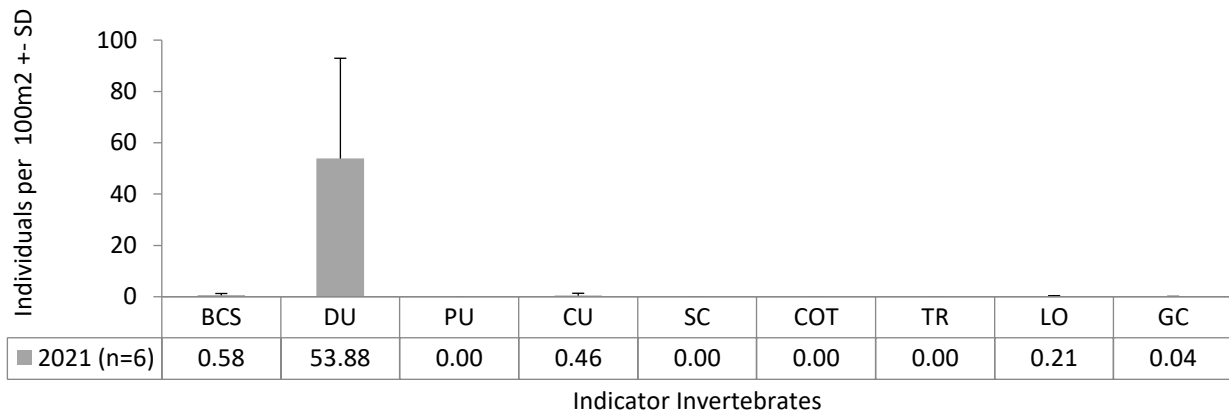 Individuals per 100m2 +- SD
100
80
60
40
20
0
BCS DU PU CU SC COT TR LO GC
2021 (n=6) 0.58 53.88 0.00 0.46 0.00 0.00 0.00 0.21 0.04
Indicator Invertebrates